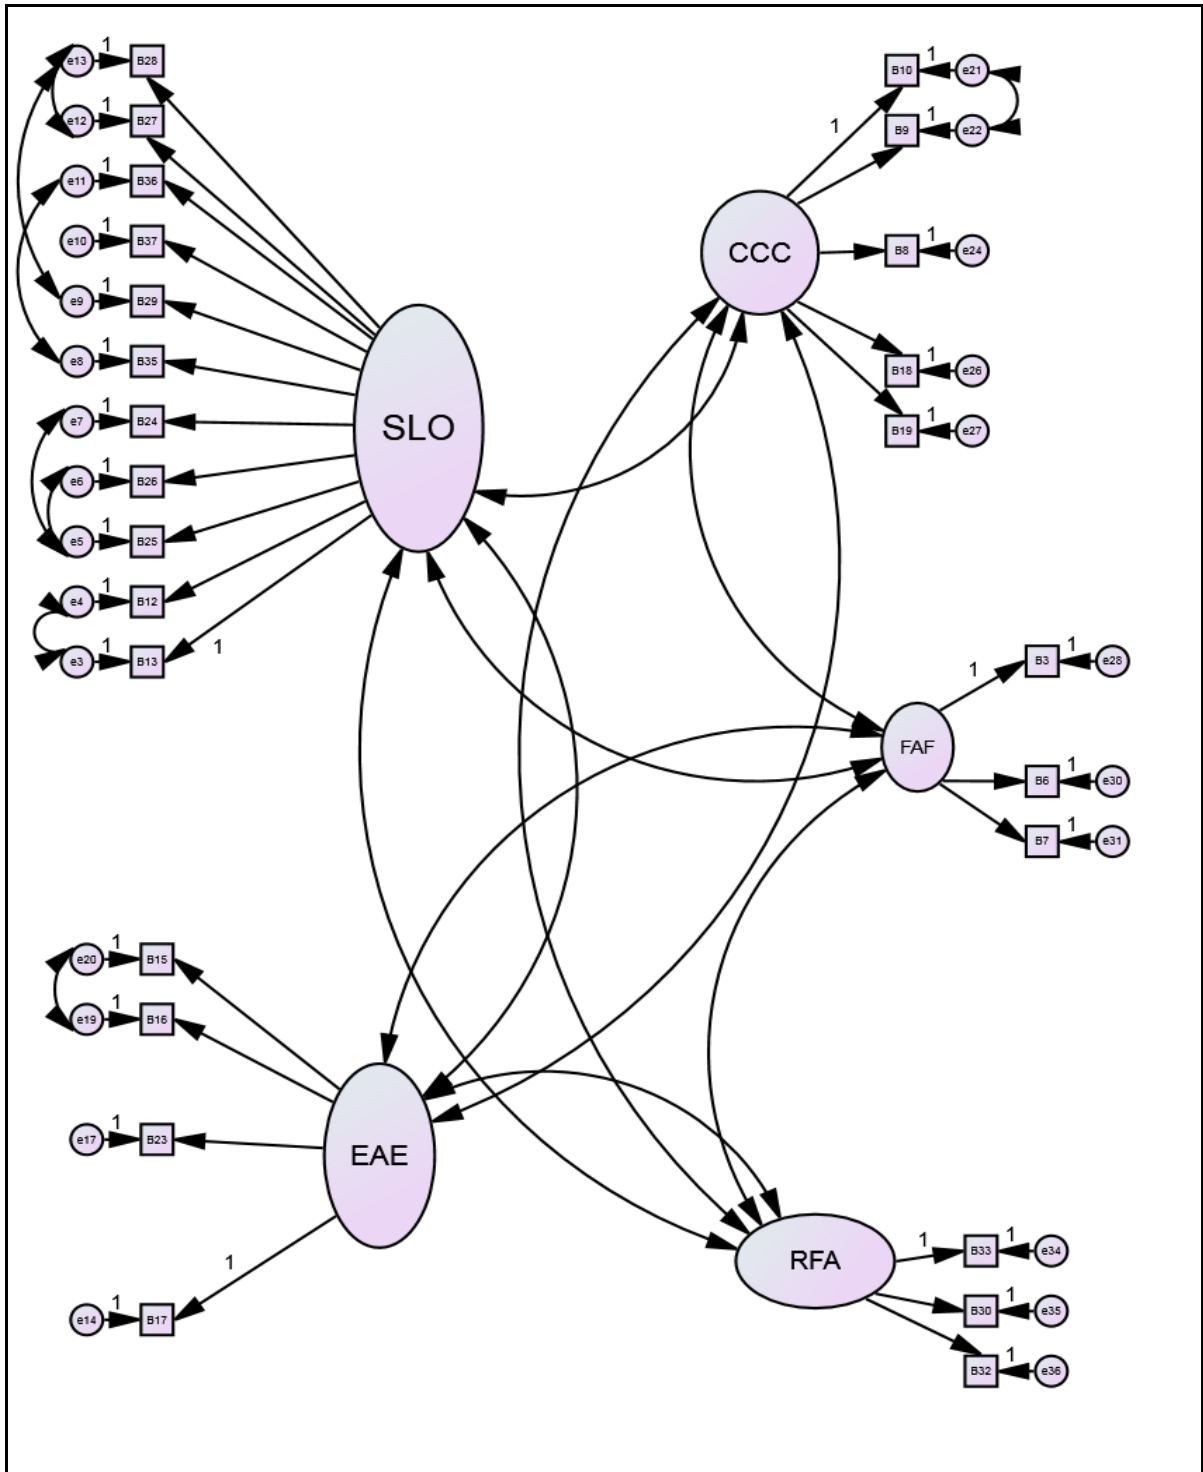 e13 1 B28
e12 1 B27
e11 1 B36
e10 1 B37
e9 1 B29
e8 1 B35
e7 1 B24
e6 1 B26
e5 1 B25
e4 1 B12
e3 1 B13
1
SLO
B10 1 e21
1
B9 1 e22
CCC
B8 1 e24
B18 1 e26
B19 1 e27
B3 1 e28
1
FAF
B6 1 e30
B7 1 e31
e20 1 B15
e19 1 B16
e17 1 B23
EAE
1
e14 1 B17
RFA
1
B33 1 e34
B30 1 e35
B32 1 e36